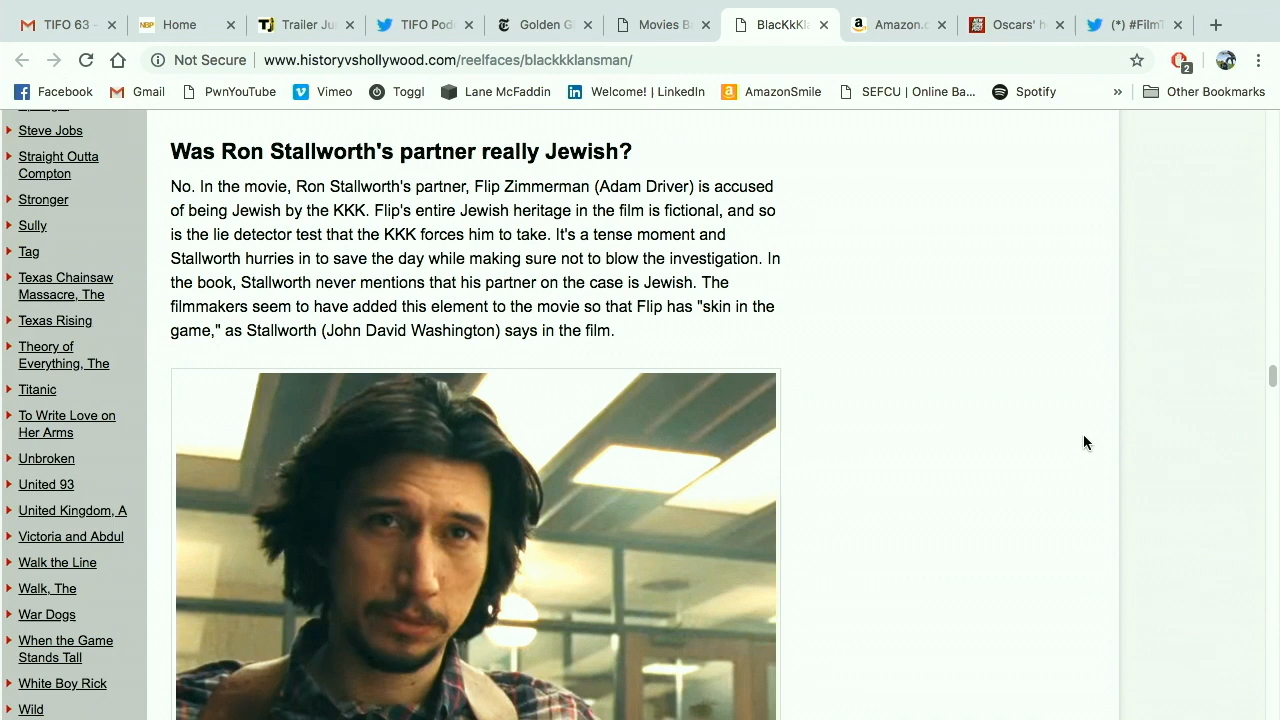 TIFO 63 -
Home
Trailer Ju
TIFO Pod
Golden G
Movies B
BlacKkKla
Amazon.c
Oscars' h
(*) #FilmT
Not Secure
www.historyvshollywood.com/reelfaces/blackkklansman/
2
Facebook
Gmail
PwnYouTube
Vimeo
Toggl
Lane McFaddin
Welcome! | LinkedIn
AmazonSmile
SEFCU | Online Ba...
Spotify
»
Other Bookmarks
Steve Jobs
Straight Outta
Compton
Stronger
Sully
Tag
Texas Chainsaw
Massacre, The
Texas Rising
Theory of
Everything, The
Titanic
To Write Love on
Her Arms
Unbroken
United 93
United Kingdom, A
Victoria and Abdul
Walk the Line
Walk, The
War Dogs
When the Game
Stands Tall
White Boy Rick
Wild
Was Ron Stallworth's partner really Jewish?
No. In the movie, Ron Stallworth's partner, Flip Zimmerman (Adam Driver) is accused
of being Jewish by the KKK. Flip's entire Jewish heritage in the film is fictional, and so
is the lie detector test that the KKK forces him to take. It's a tense moment and
Stallworth hurries in to save the day while making sure not to blow the investigation. In
the book, Stallworth never mentions that his partner on the case is Jewish. The
filmmakers seem to have added this element to the movie so that Flip has "skin in the
game," as Stallworth (John David Washington) says in the film.